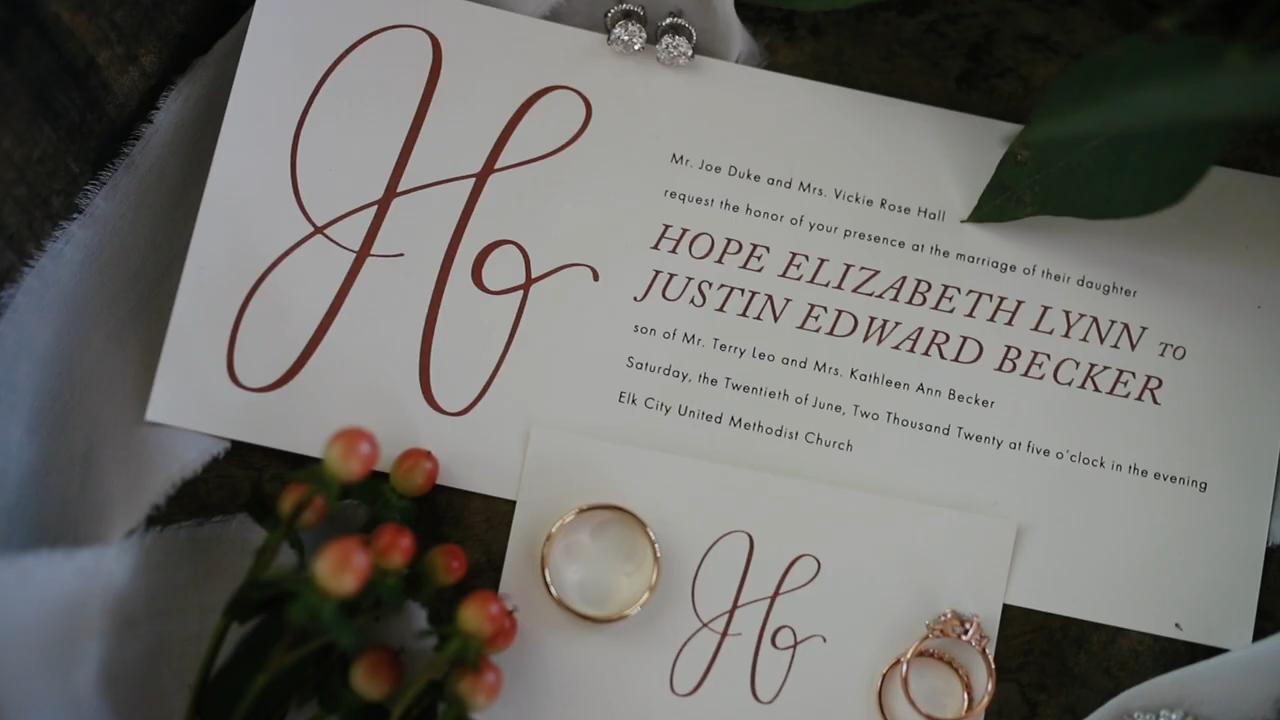 Mr. Joe Duke and Mrs. Vickie Rose Hall
request the honor of your presence at the marriage of their daughter
HOPE ELIZABETH LYNN TO
JUSTIN EDWARD BECKER
son of Mr. Terry Leo and Mrs. Kathleen Ann Becker
Saturday, the Twentieth of June, Two Thousand Twenty at five o'clock in the evening
Elk City United Methodist Church